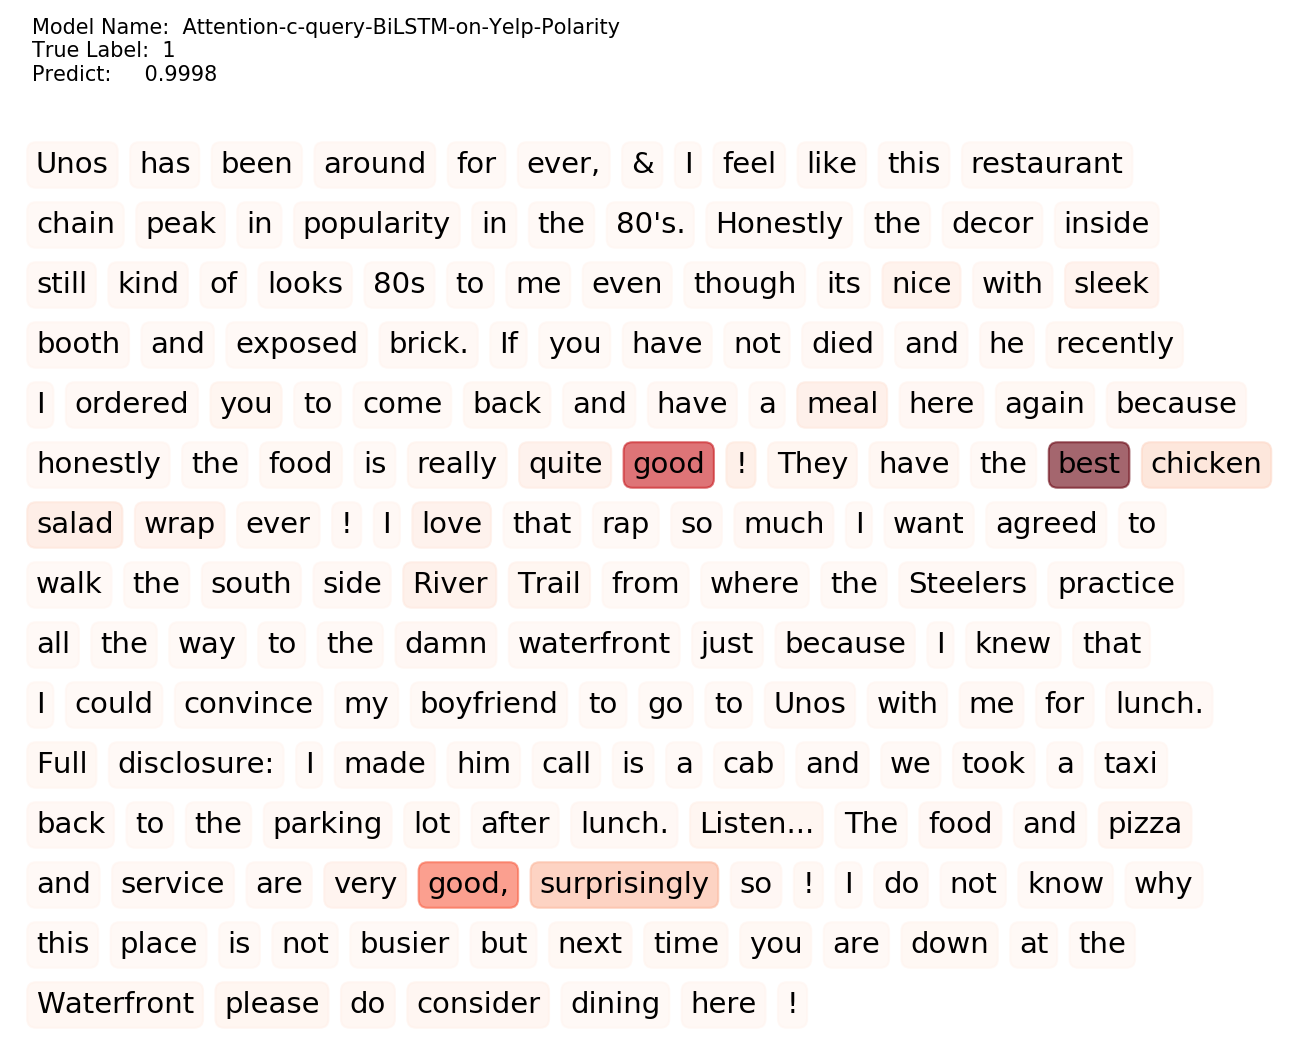 Model Name: Attention-c-query-BiLSTM-on-Yelp-Polarity
True Label: 1
Predict: 0.9998
Unos has been around for ever, & I feel like this restaurant
chain peak in popularity in the 80's. Honestly the decor inside
still kind of looks 80s to me even though its nice with sleek
booth and exposed brick. If you have not died and he recently
I ordered you to come back and have a meal here again because
honestly the food is really quite good ! They have the best chicken
salad wrap ever ! I love that rap so much I want agreed to
walk the south side River Trail from where the Steelers practice
all the way to the damn waterfront just because I knew that
I could convince my boyfriend to go to Unos with me for lunch.
Full disclosure: I made him call is a cab and we took a taxi
back to the parking lot after lunch. Listen... The food and pizza
and service are very good, surprisingly so ! I do not know why
this place is not busier but next time you are down at the
Waterfront please do consider dining here !